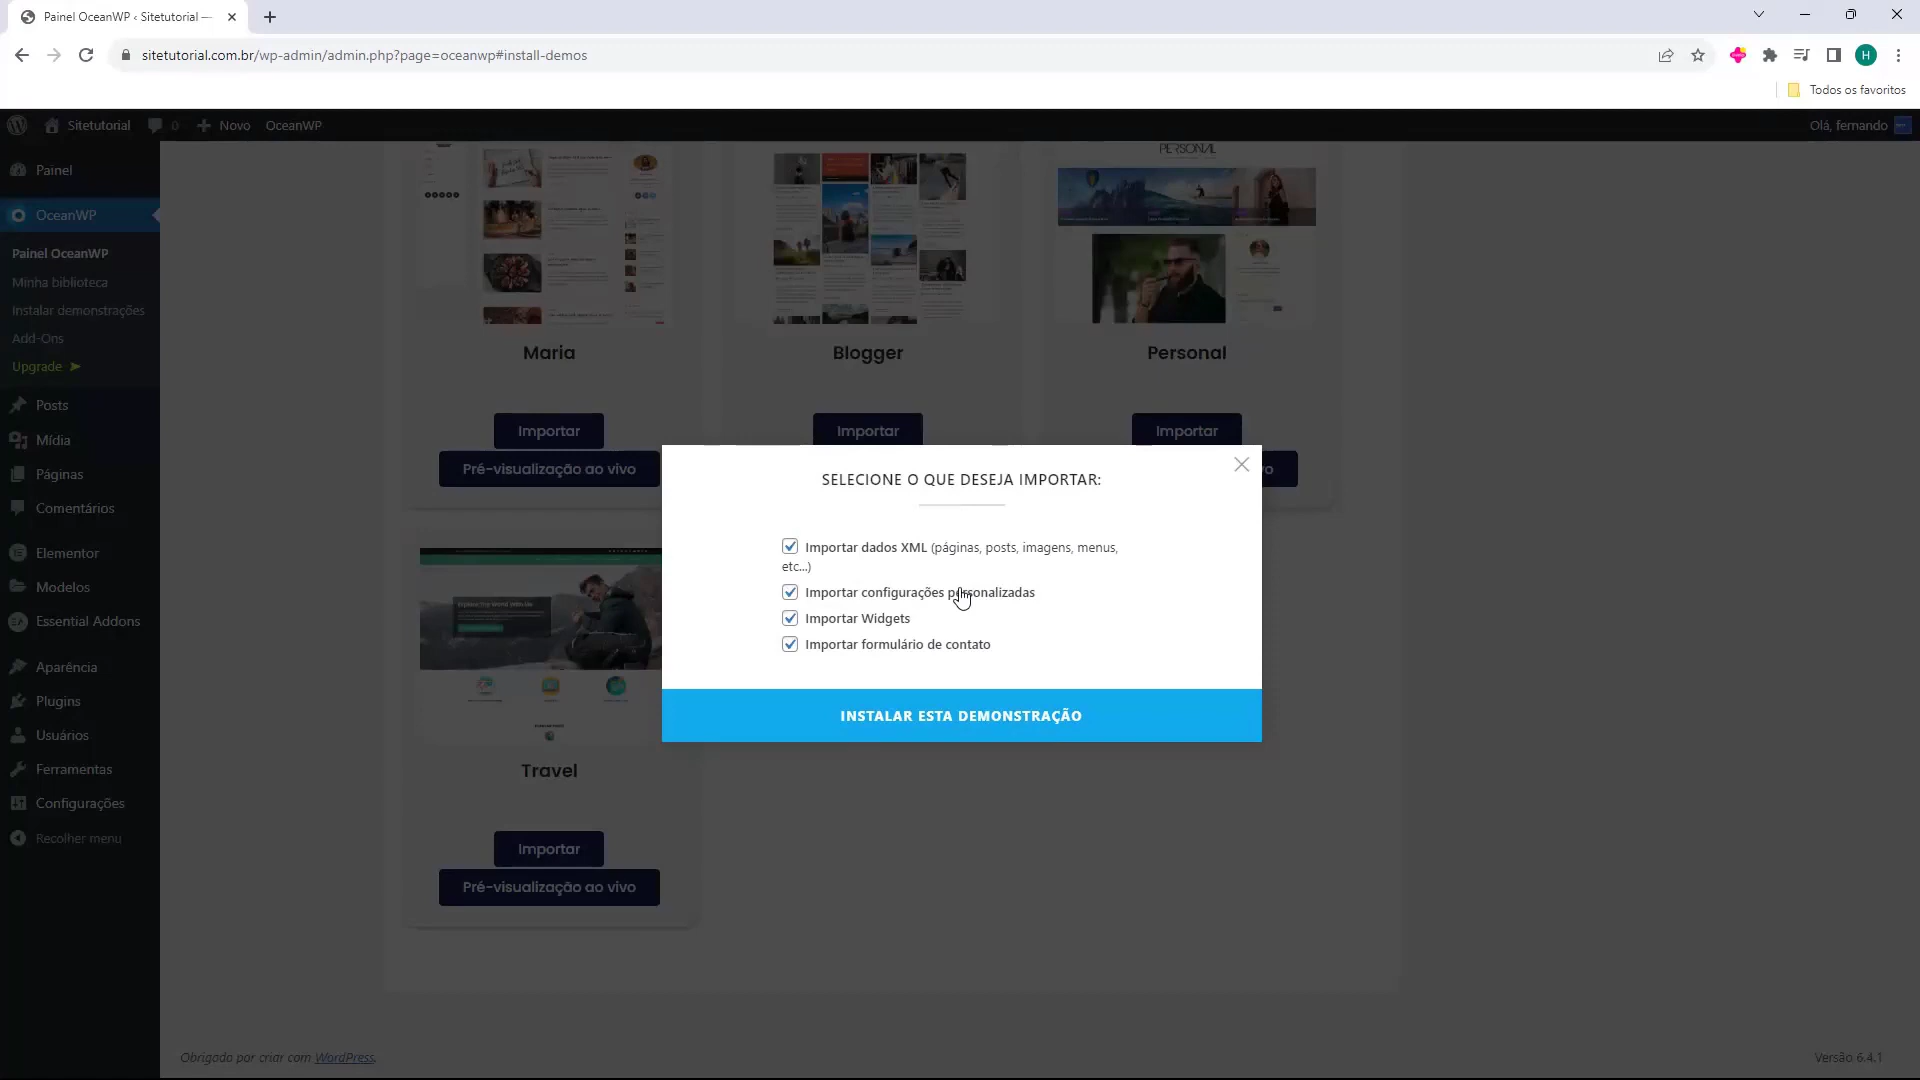 Painel OceanWP ‹ Sitetutorial —
sitetutorial.com.br/wp-admin/admin.php?page=oceanwp#install-demos
H
Todos os favoritos
Sitetutorial
0
Novo
OceanWP
Olá, fernando
Painel
OceanWP
Painel OceanWP
Minha biblioteca
Instalar demonstrações
Add-Ons
Upgrade ➤
Posts
Mídia
Páginas
Comentários
Elementor
Modelos
Essential Addons
Aparência
Plugins
Usuários
Ferramentas
Configurações
Recolher menu
PERSONAL
Maria
Blogger
Personal
Importar
Importar
Importar
Pré-visualização ao vivo
vo
SELECIONE O QUE DESEJA IMPORTAR:
Importar dados XML (páginas, posts, imagens, menus,
etc...)
Importar configurações personalizadas
Importar Widgets
Importar formulário de contato
INSTALAR ESTA DEMONSTRAÇÃO
Travel
Importar
Pré-visualização ao vivo
Obrigado por criar com WordPress.
Versão 6.4.1